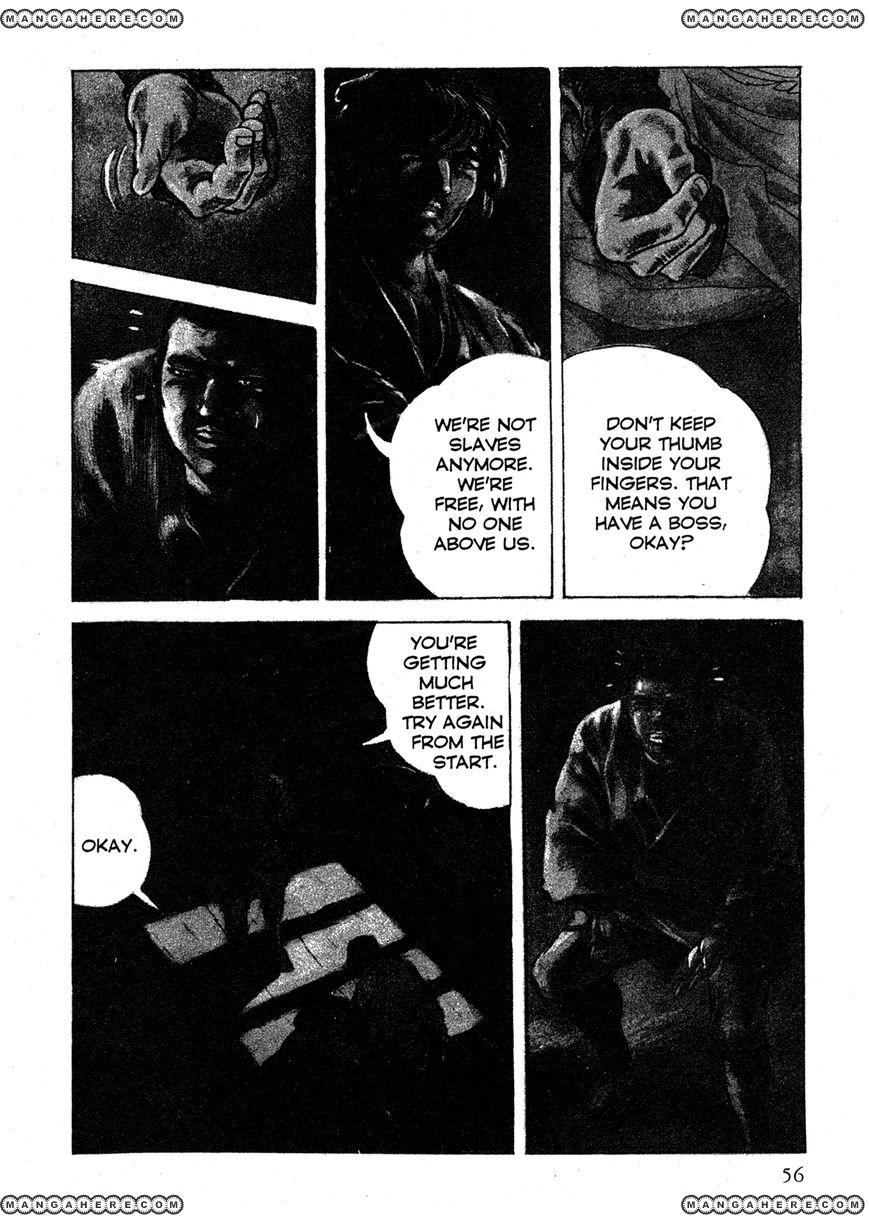 MANGAHERE.COM
MANGAHERE.COM
DON'T KEEP
YOUR THUMB
INSIDE YOUR
FINGERS. THAT
MEANS YOU
HAVE A BOSS,
OKAY?
WE'RE NOT
SLAVES
ANYMORE.
WE'RE
FREE, WITH
NO ONE
ABOVE US.
YOU'RE
GETTING
MUCH
BETTER.
TRY AGAIN
FROM THE
START.
OKAY.
56
MANGAHERE.COM
MANGAHERE.COM